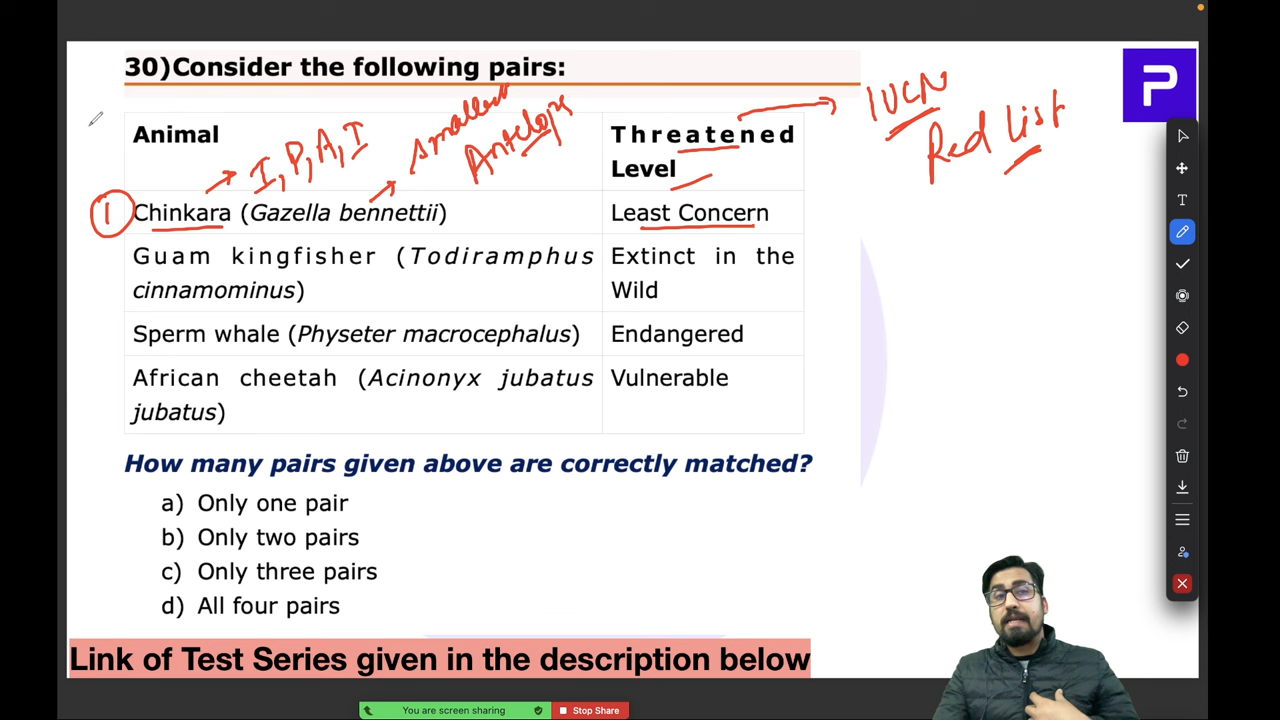 30)Consider the following pairs:
Animal
Threatened Level
I, P, A, I
smallest
Antelope
IUCN
Red List
P
1
Chinkara (Gazella bennettii)
Least Concern
Guam kingfisher (Todiramphus
cinnamominus)
Extinct in the
Wild
Sperm whale (Physeter macrocephalus)
Endangered
African cheetah (Acinonyx jubatus
jubatus)
Vulnerable
How many pairs given above are correctly matched?
a) Only one pair
b) Only two pairs
c) Only three pairs
d) All four pairs
Link of Test Series given in the description below
You are screen sharing
Stop Share
T